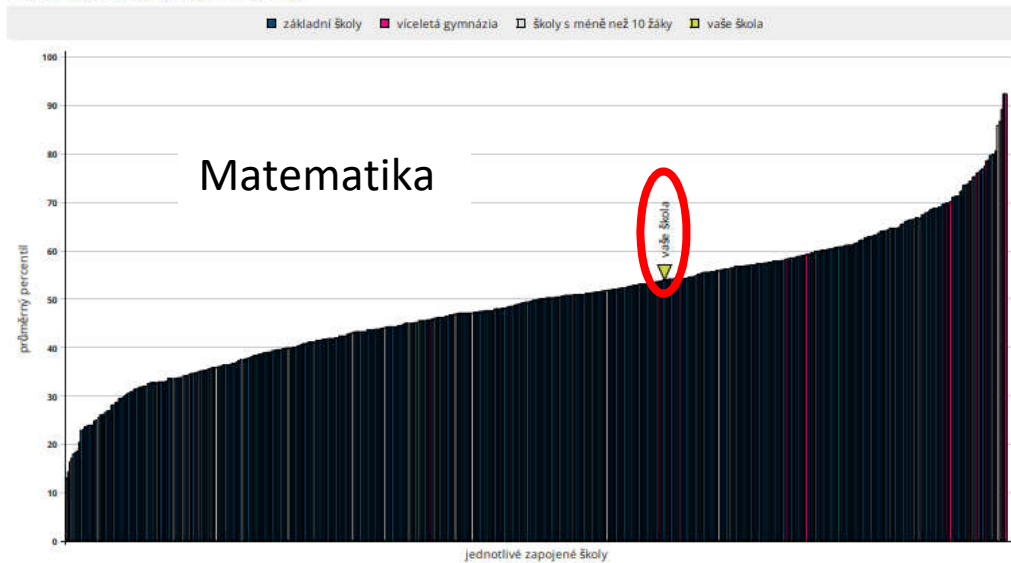 základní školy víceletá gymnázia školy s méně než 10 žáky vaše škola
100
90
80
70
60
50
40
30
20
10
0
průměrný percentil
Matematika
vaše škola
jednotlivé zapojené školy